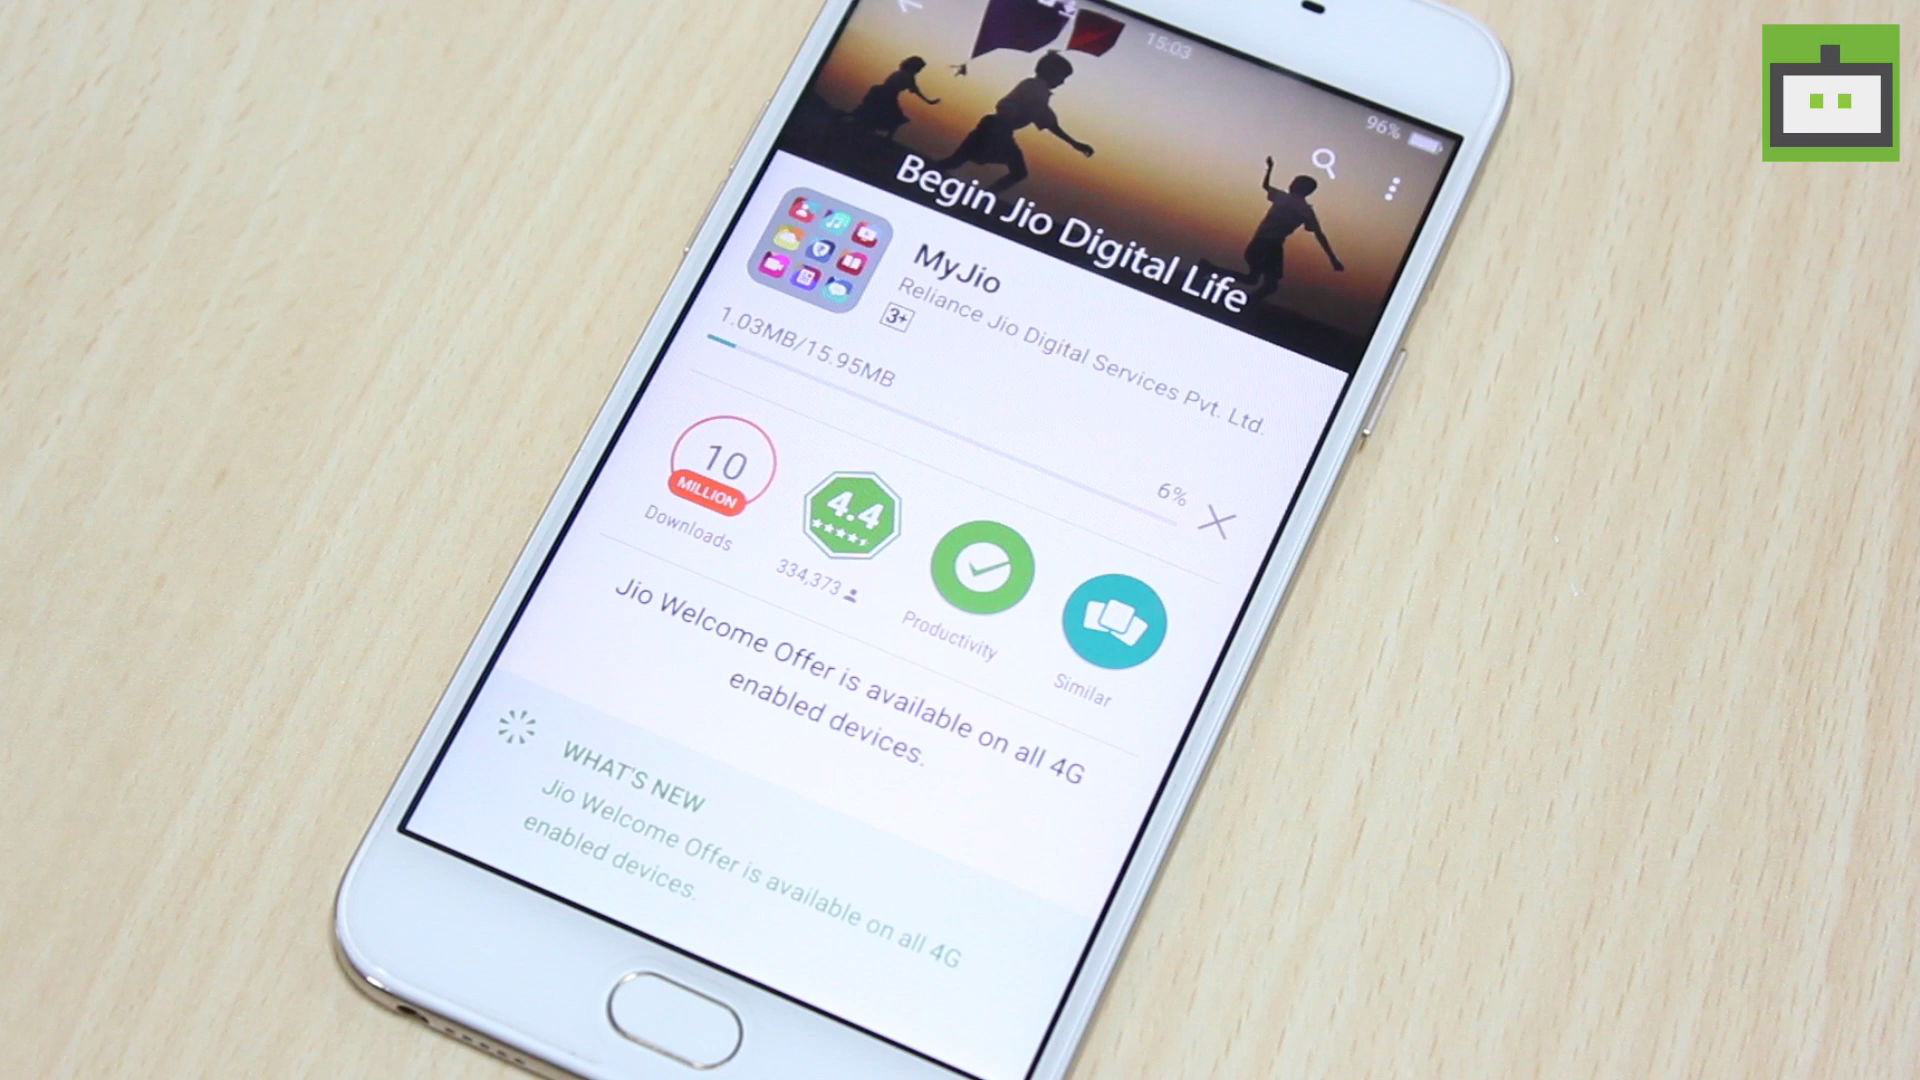 15:03
96%
Begin Jio Digital Life
MyJio
Reliance Jio Digital Services Pvt. Ltd.
3+
1.03MB/15.95MB
6%
10
MILLION
Downloads
4.4
334,373
Productivity
Similar
Jio Welcome Offer is available on all 4G
enabled devices.
WHAT'S NEW
Jio Welcome Offer is available on all 4G
enabled devices.